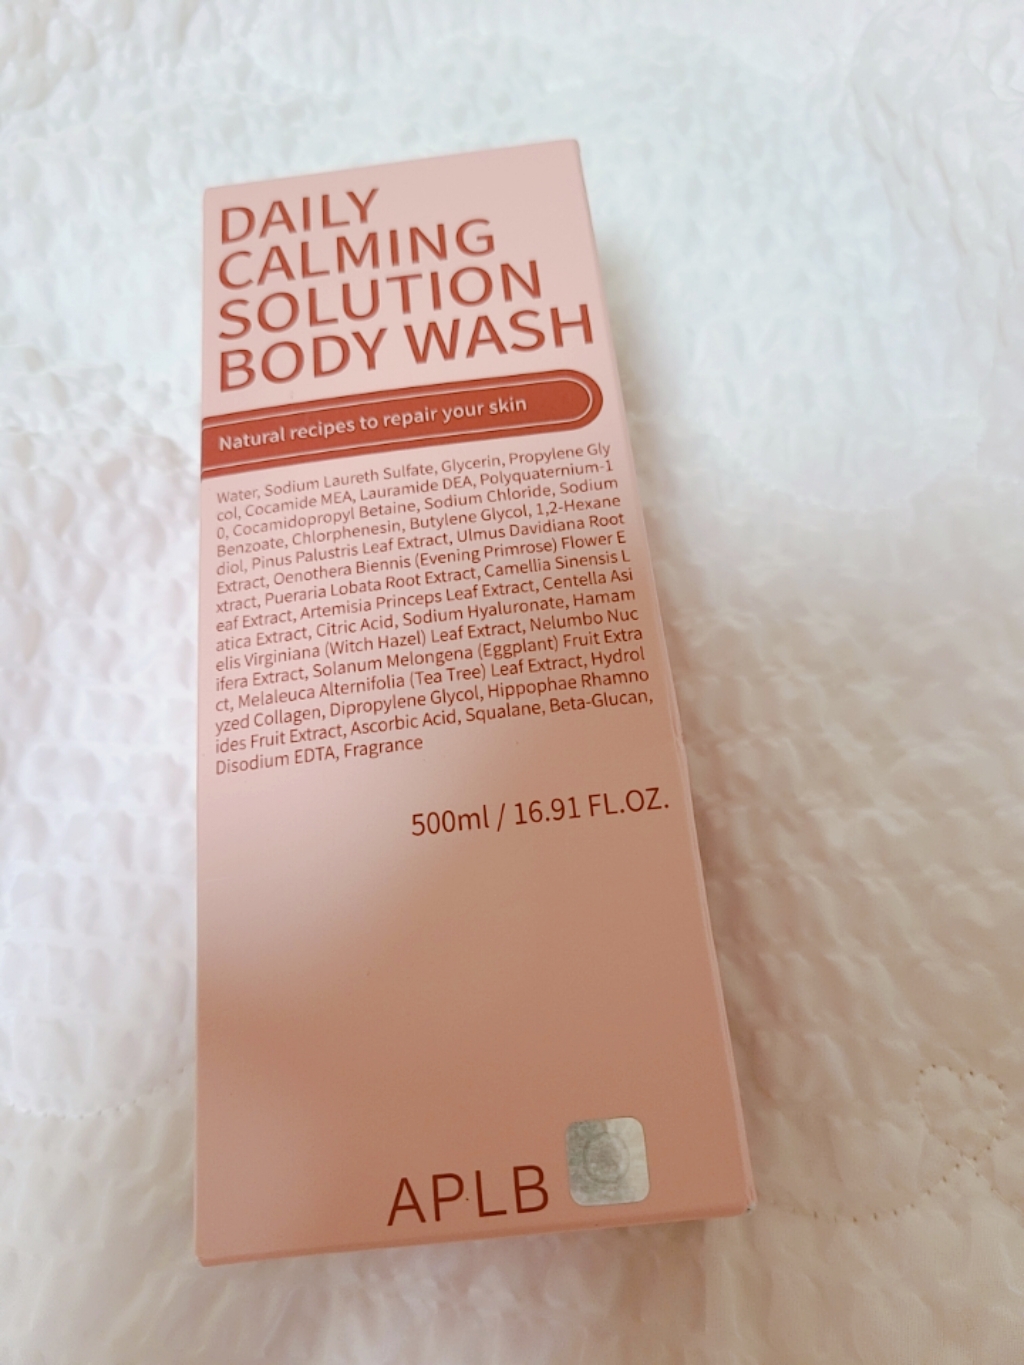 DAILY
CALMING
SOLUTION
BODY WASH
Natural recipes to repair your skin
Water, Sodium Laureth Sulfate, Glycerin, Propylene Gly
col, Cocamide MEA, Lauramide DEA, Polyquaternium-1
0, Cocamidopropyl Betaine, Sodium Chloride, Sodium
Benzoate, Chlorphenesin, Butylene Glycol, 1,2-Hexane
diol, Pinus Palustris Leaf Extract, Ulmus Davidiana Root
Extract, Oenothera Biennis (Evening Primrose) Flower E
xtract, Pueraria Lobata Root Extract, Camellia Sinensis L
eaf Extract, Artemisia Princeps Leaf Extract, Centella Asi
atica Extract, Citric Acid, Sodium Hyaluronate, Hamam
elis Virginiana (Witch Hazel) Leaf Extract, Nelumbo Nuc
ifera Extract, Solanum Melongena (Eggplant) Fruit Extra
ct, Melaleuca Alternifolia (Tea Tree) Leaf Extract, Hydrol
yzed Collagen, Dipropylene Glycol, Hippophae Rhamno
ides Fruit Extract, Ascorbic Acid, Squalane, Beta-Glucan,
Disodium EDTA, Fragrance
500ml / 16.91 FL.OZ.
APLB